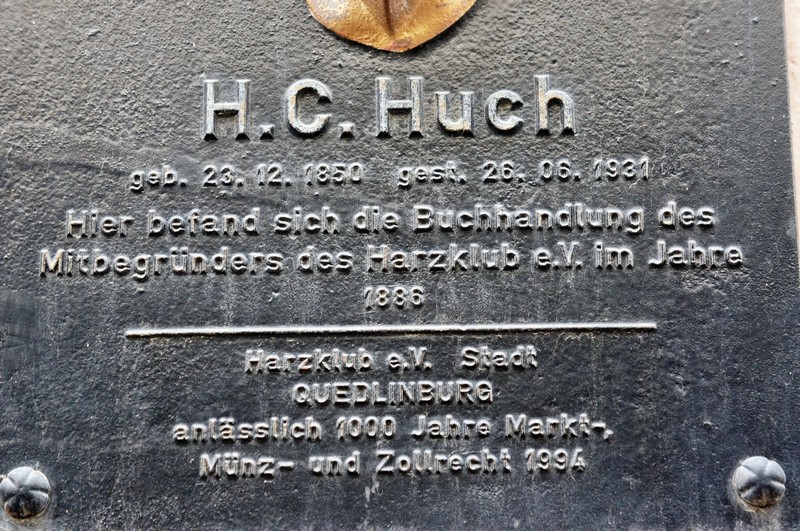 H.C.Huch
geb. 23.12.1850 gest. 26.06.1931
Hier befand sich die Buchhandlung des
Mitbegründers des Harzklub e.V. im Jahre
1886
Harzklub e.V. Stadt
QUEDLINBURG
anlässlich 1000 Jahre Markt-,
Münz- und Zollrecht 1994